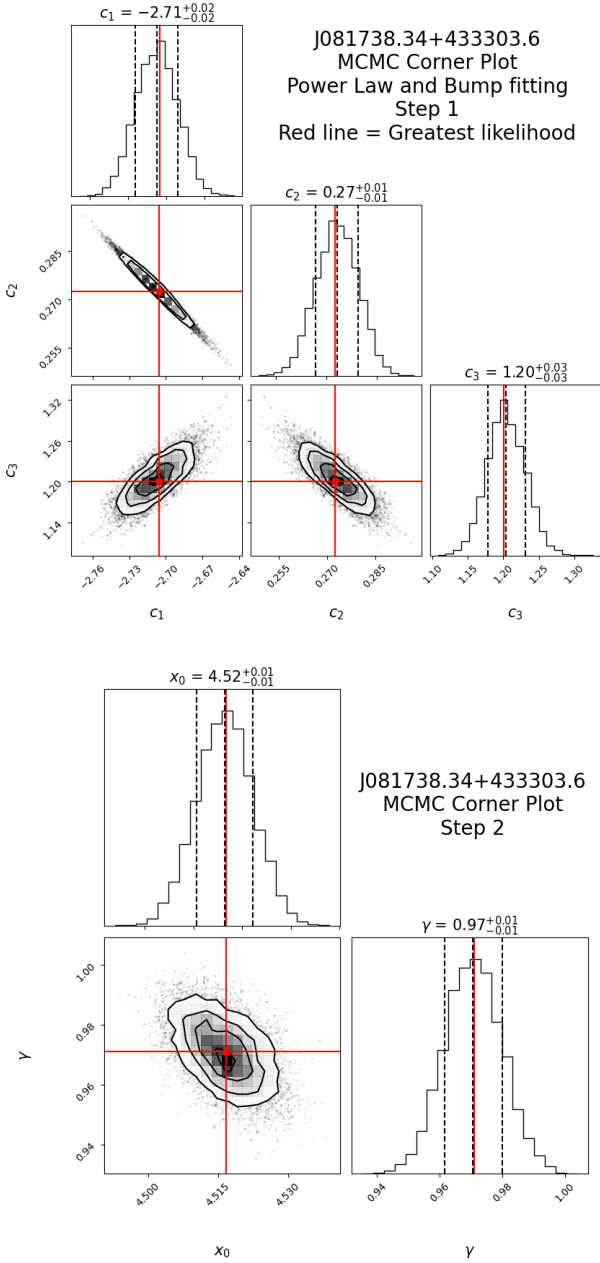 c₁ = −2.71+0.02−0.02
J081738.34+433303.6
MCMC Corner Plot
Power Law and Bump fitting
Step 1
Red line = Greatest likelihood
c₂ = 0.27+0.01−0.01
0.285
0.270
0.255
c₂
c₃ = 1.20+0.03−0.03
1.32
1.26
1.20
1.14
c₃
−2.76
−2.73
−2.70
−2.67
−2.64
0.255
0.270
0.285
1.10
1.15
1.20
1.25
1.30
c₁
c₂
c₃
x₀ = 4.52+0.01−0.01
J081738.34+433303.6
MCMC Corner Plot
Step 2
γ = 0.97+0.01−0.01
1.00
0.98
0.96
0.94
γ
4.500
4.515
4.530
0.94
0.96
0.98
1.00
x₀
γ